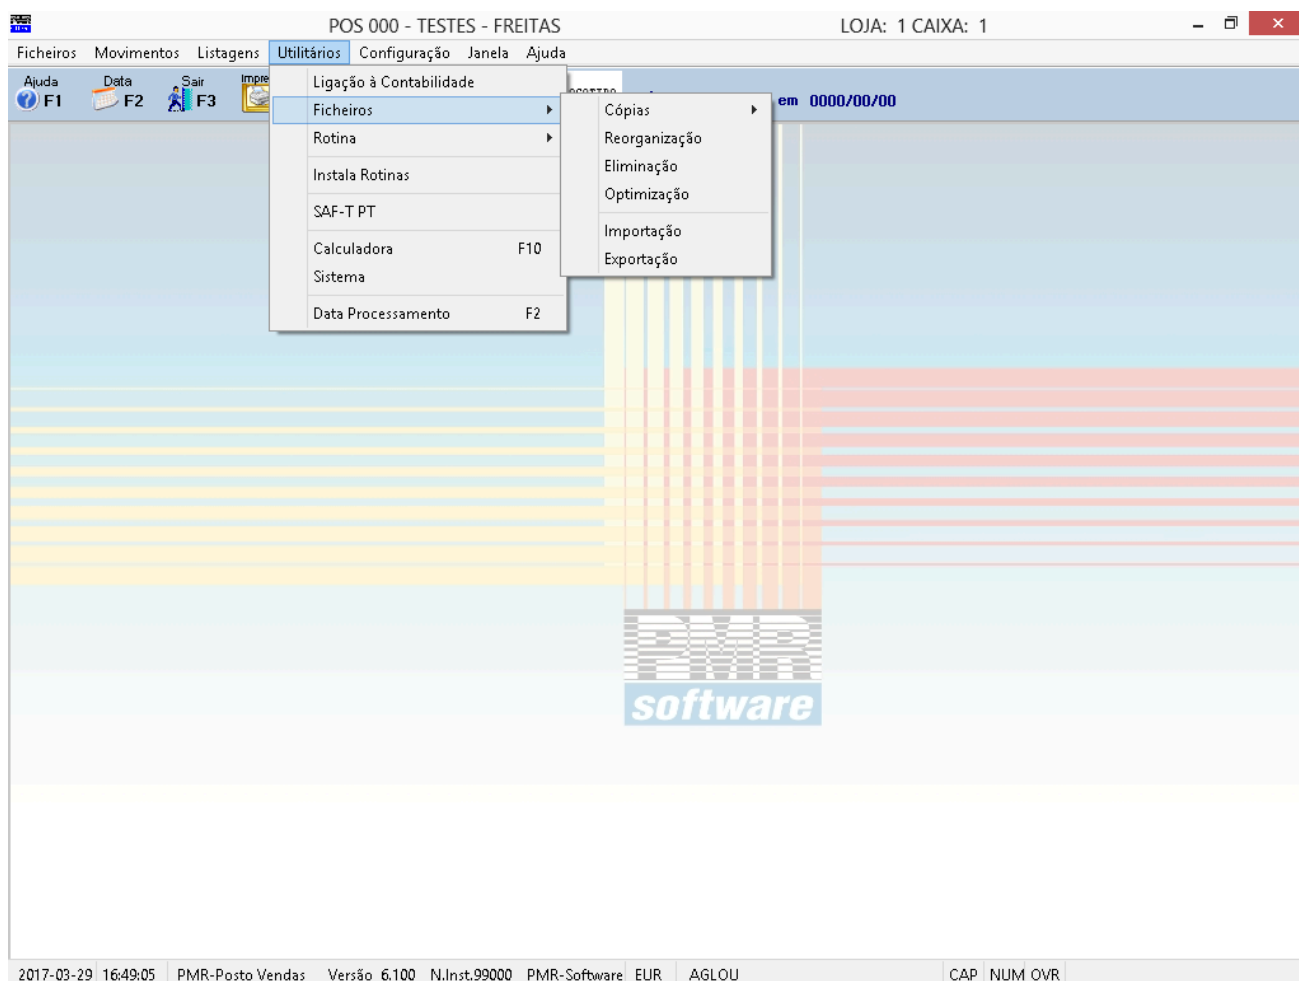 POS 000 - TESTES - FREITAS LOJA: 1 CAIXA: 1
Ficheiros Movimentos Listagens Utilitários Configuração Janela Ajuda
Ajuda F1 Data F2 Sair F3
em 0000/00/00
Ligação à Contabilidade
Ficheiros
Rotina
Instala Rotinas
SAF-T PT
Calculadora F10
Sistema
Data Processamento F2
Cópias
Reorganização
Eliminação
Optimização
Importação
Exportação
PMR
software
2017-03-29 16:49:05 PMR-Posto Vendas Versão 6.100 N.Inst.99000 PMR-Software EUR AGLOU CAP NUM OVR